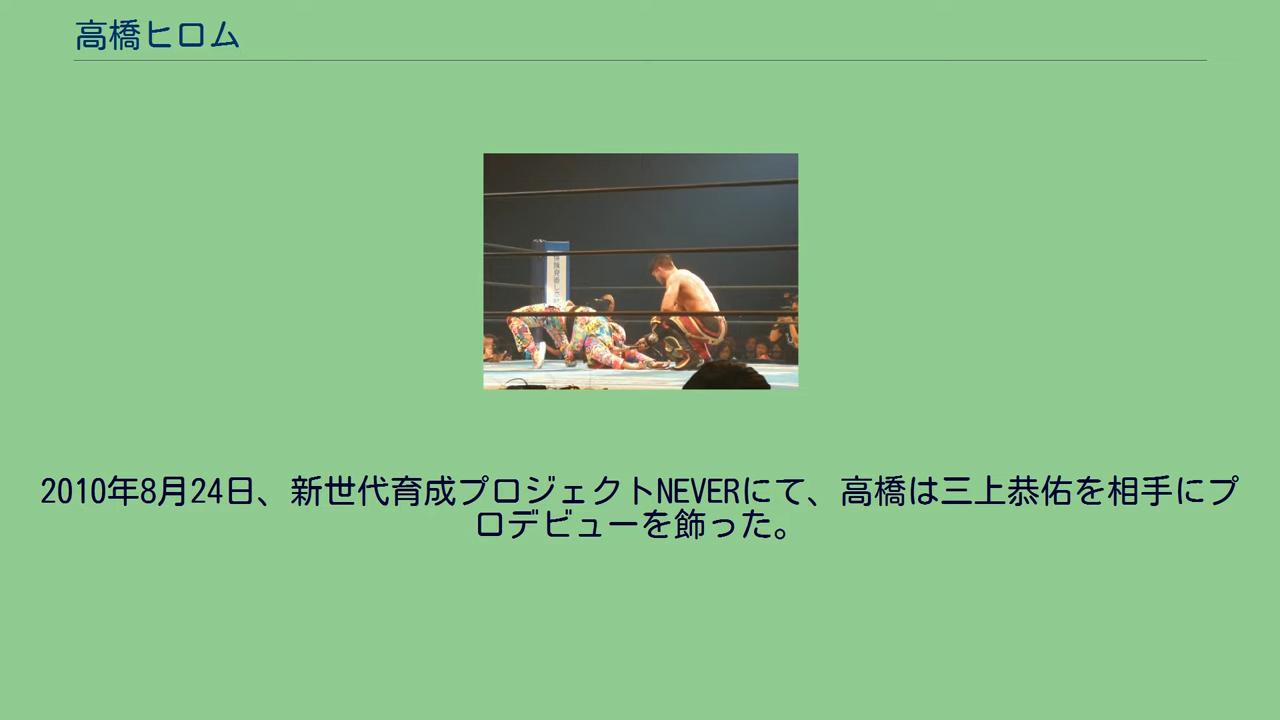 高橋ヒロム
2010年8月24日、新世代育成プロジェクトNEVERにて、高橋は三上恭佑を相手にプ
ロデビューを飾った。